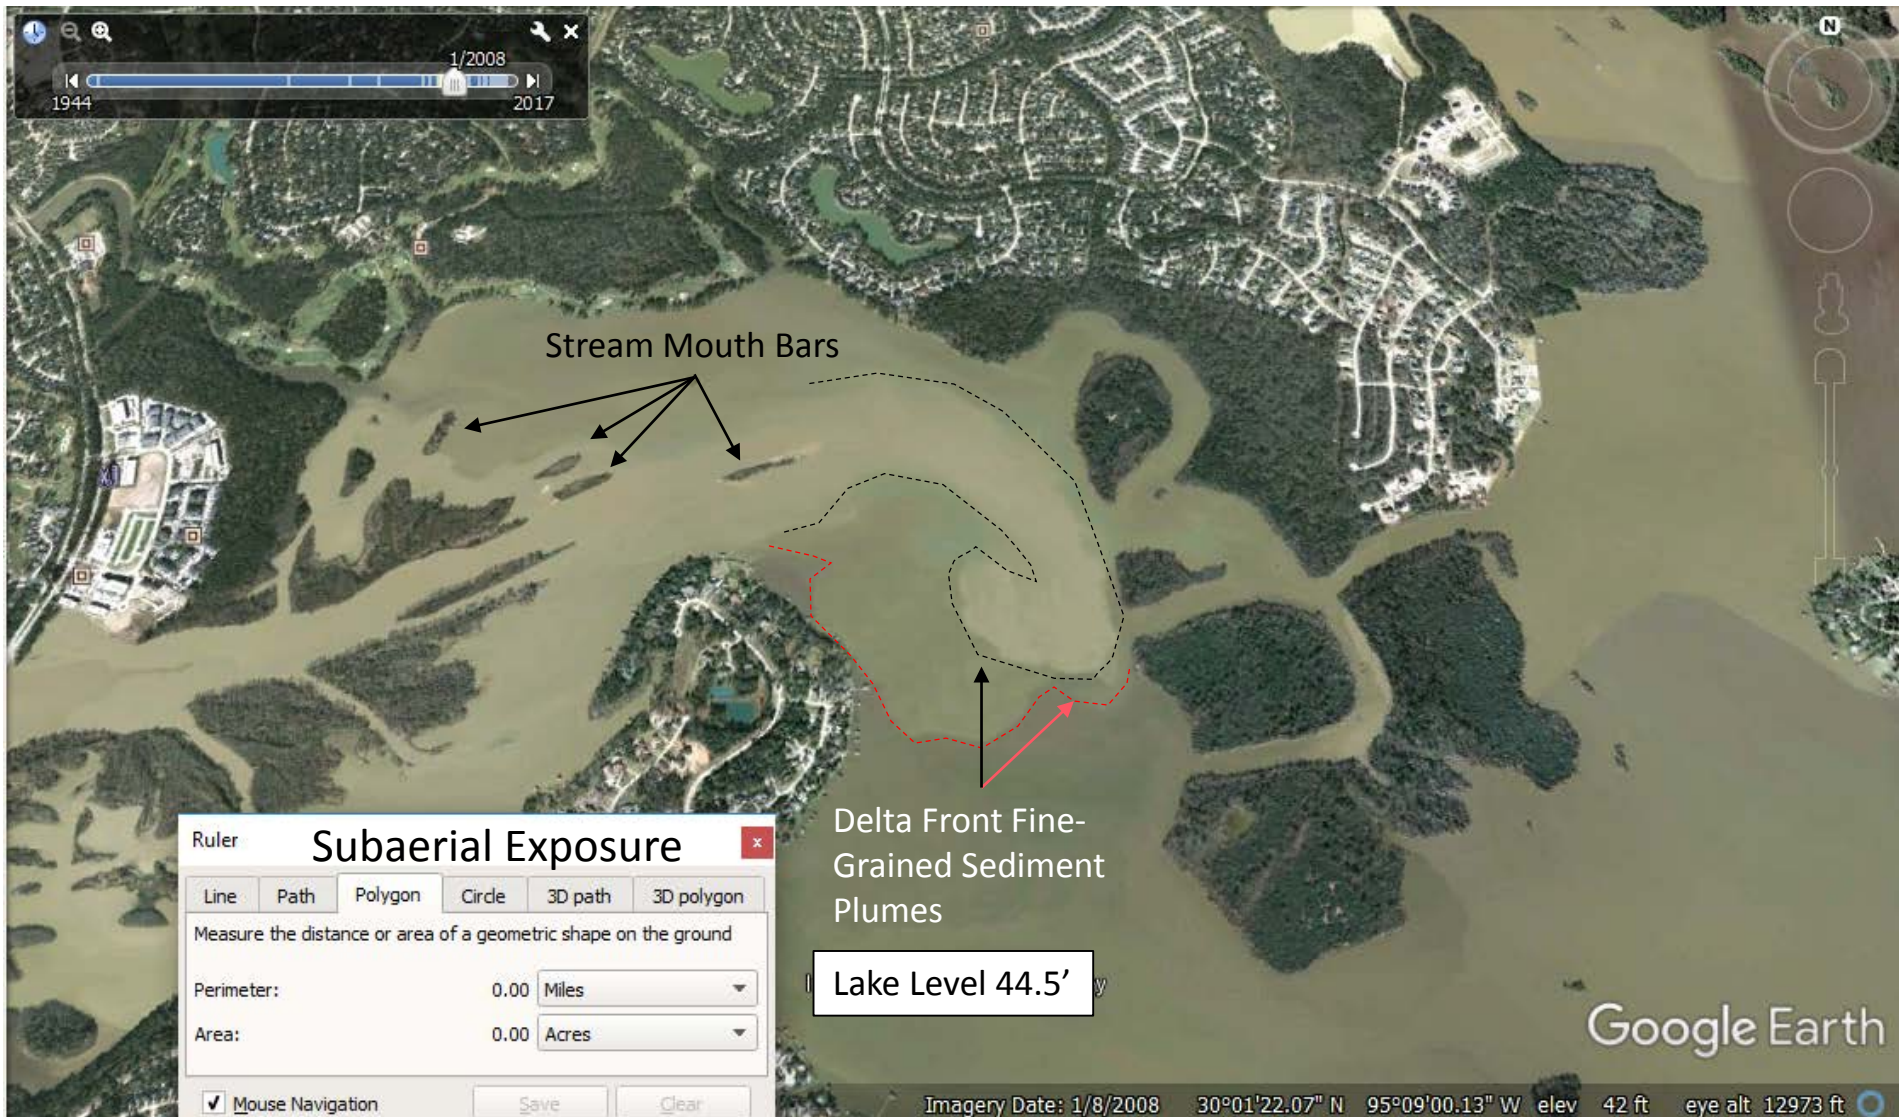 1/2008
1944
2017
N
Stream Mouth Bars
Delta Front Fine-
Grained Sediment
Plumes
Lake Level 44.5’
Ruler
Subaerial Exposure
x
Line Path Polygon Circle 3D path 3D polygon
Measure the distance or area of a geometric shape on the ground
Perimeter: 0.00 Miles
Area: 0.00 Acres
Mouse Navigation Save Clear
Google Earth
Imagery Date: 1/8/2008 30°01'22.07" N 95°09'00.13" W elev 42 ft eye alt 12973 ft